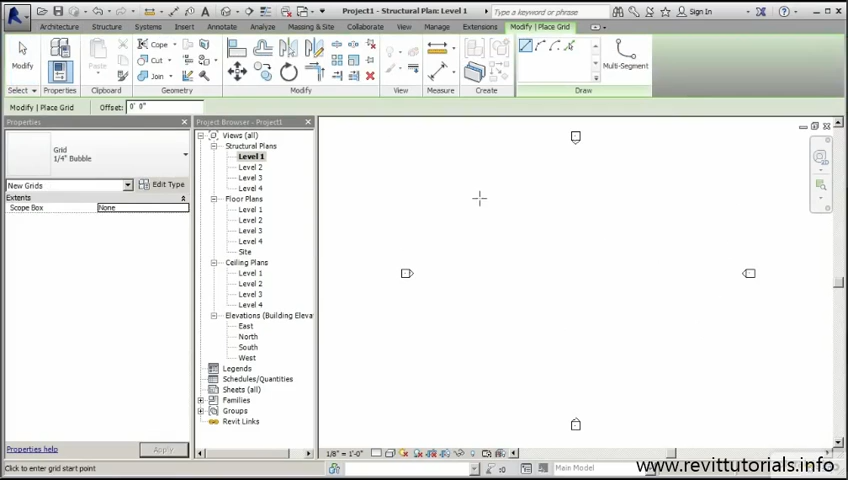 Project1 - Structural Plan: Level 1
Type a keyword or phrase
Sign In
Architecture
Structure
Systems
Annotate
Analyze
Massing & Site
Collaborate
View
Manage
Extensions
Modify | Place Grid
Modify
Properties
Paste
Cope
Cut
Join
Multi-Segment
Select
Properties
Clipboard
Geometry
Modify
View
Measure
Create
Draw
Modify | Place Grid
Offset:
0' 0"
Properties
Project Browser - Project1
Grid
1/4" Bubble
New Grids
Edit Type
Extents
Scope Box
None
Views (all)
Structural Plans
Level 1
Level 2
Level 3
Level 4
Floor Plans
Level 1
Level 2
Level 3
Level 4
Site
Ceiling Plans
Level 1
Level 2
Level 3
Level 4
Elevations (Building Eleva
East
North
South
West
Legends
Schedules/Quantities
Sheets (all)
Families
Groups
Revit Links
Properties help
Apply
1/8" = 1'-0"
Click to enter grid start point
:0
Main Model
www.revittutorials.info